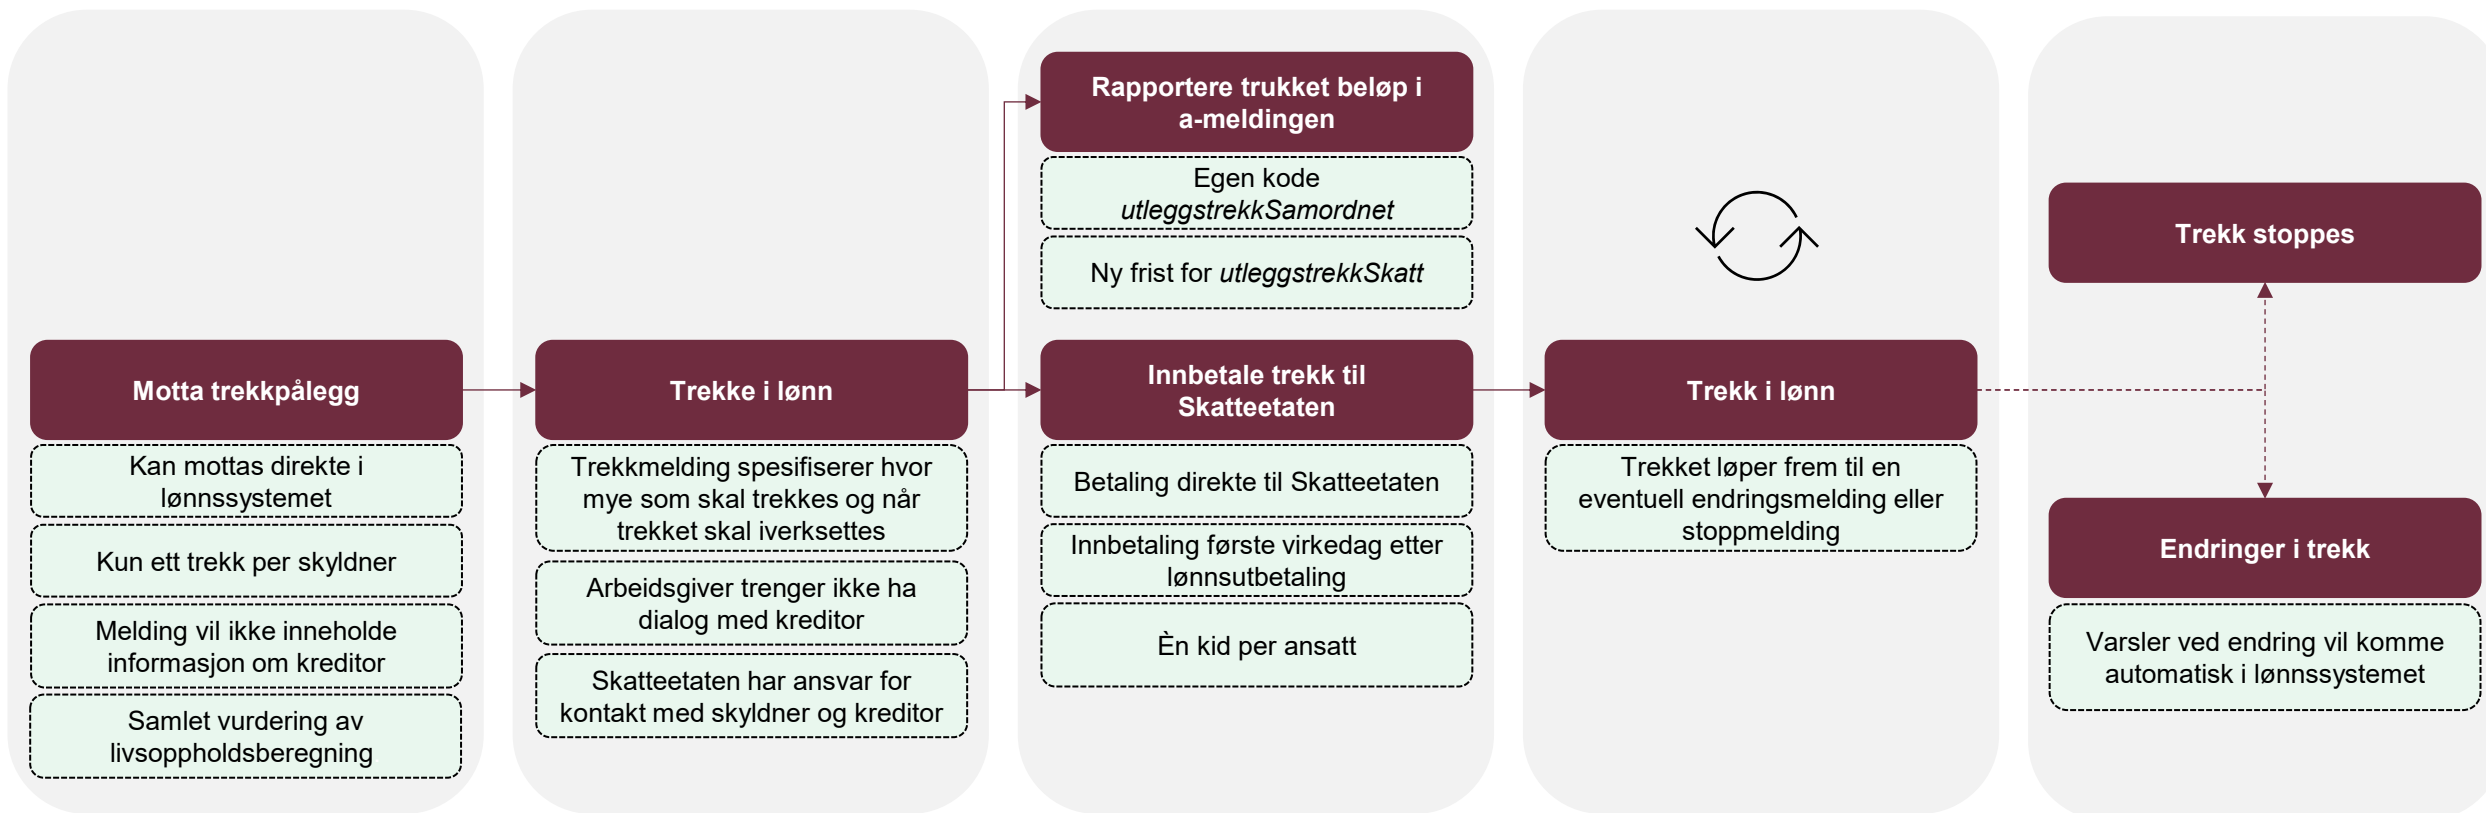 Motta trekkpålegg
Kan mottas direkte i
lønnssystemet
Kun ett trekk per skyldner
Melding vil ikke inneholde
informasjon om kreditor
Samlet vurdering av
livsoppholdsberegning
Trekke i lønn
Trekkmelding spesifiserer hvor
mye som skal trekkes og når
trekket skal iverksettes
Arbeidsgiver trenger ikke ha
dialog med kreditor
Skatteetaten har ansvar for
kontakt med skyldner og kreditor
Rapportere trukket beløp i
a-meldingen
Egen kode
utleggstrekkSamordnet
Ny frist for utleggstrekkSkatt
Innbetale trekk til
Skatteetaten
Betaling direkte til Skatteetaten
Innbetaling første virkedag etter
lønnsutbetaling
Èn kid per ansatt
Trekk i lønn
Trekket løper frem til en
eventuell endringsmelding eller
stoppmelding
Trekk stoppes
Endringer i trekk
Varsler ved endring vil komme
automatisk i lønnssystemet